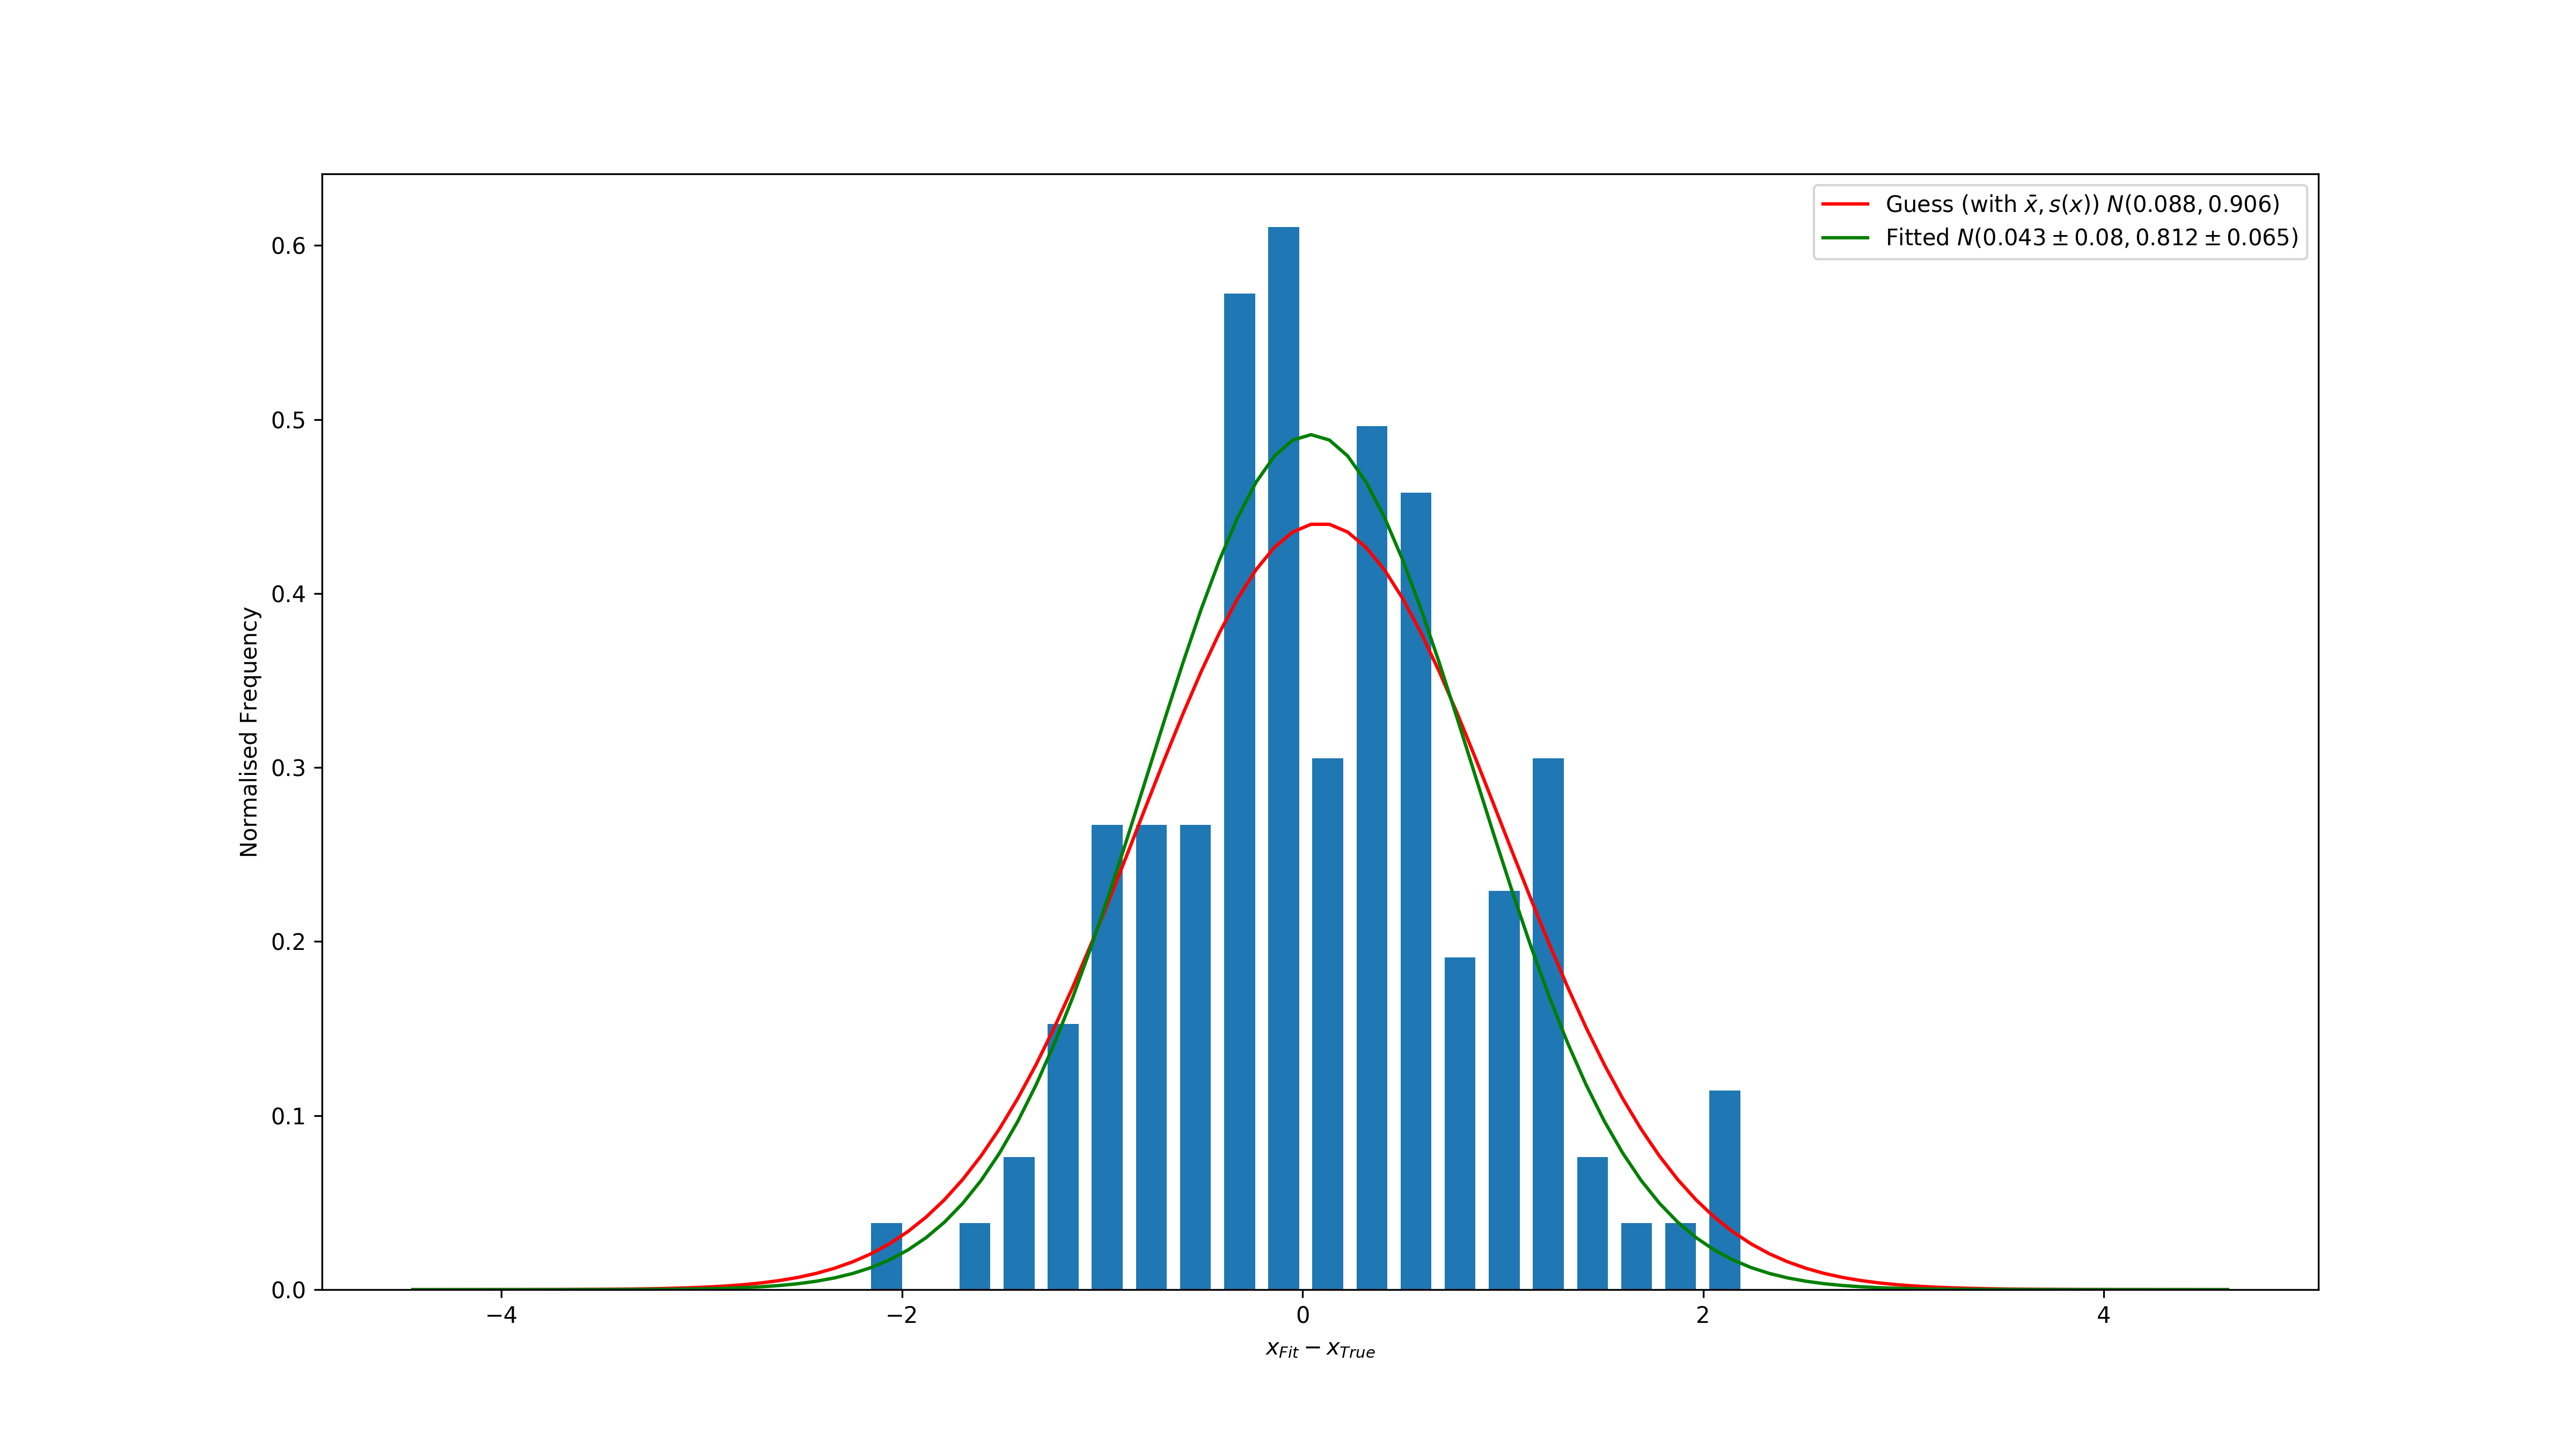 Guess (with x̄, s(x)) N(0.088, 0.906)
Fitted N(0.043 ± 0.08, 0.812 ± 0.065)
0.6
0.5
0.4
0.3
0.2
0.1
0.0
Normalised Frequency
−4 −2 0 2 4
x_Fit − x_True